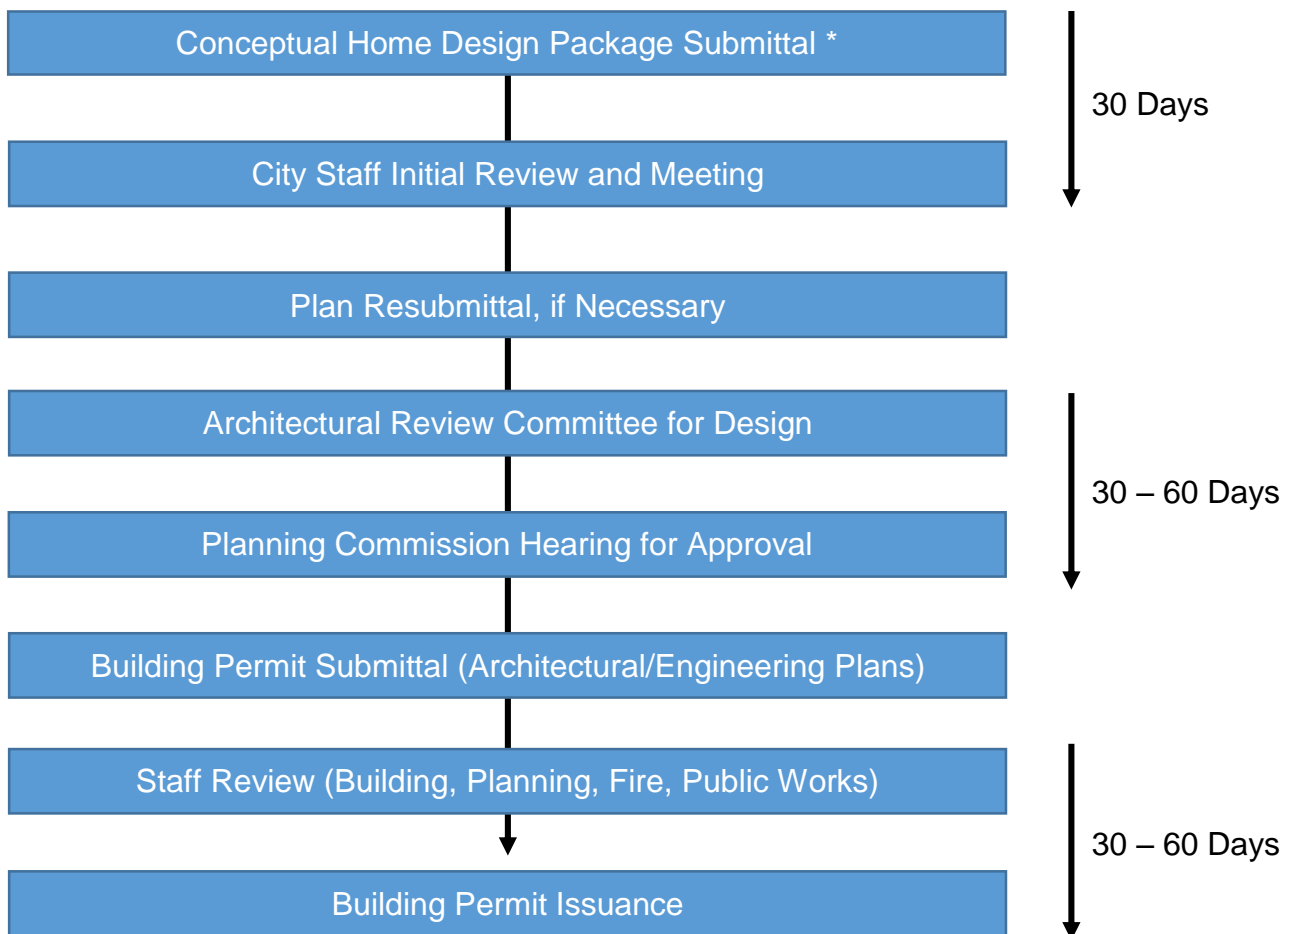 Conceptual Home Design Package Submittal *
30 Days
City Staff Initial Review and Meeting
Plan Resubmittal, if Necessary
Architectural Review Committee for Design
30 – 60 Days
Planning Commission Hearing for Approval
Building Permit Submittal (Architectural/Engineering Plans)
Staff Review (Building, Planning, Fire, Public Works)
30 – 60 Days
Building Permit Issuance